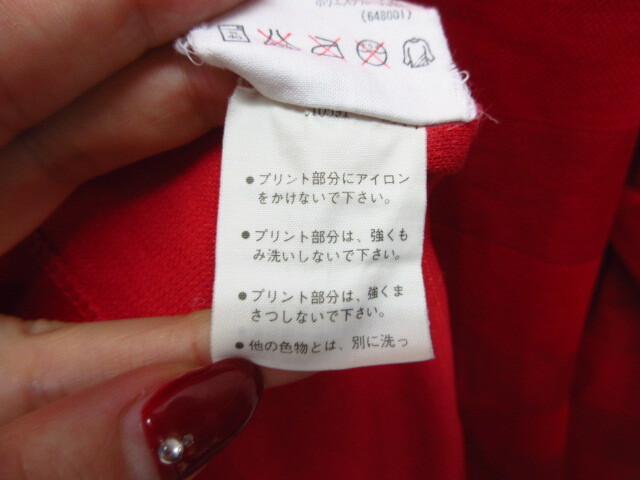 (648001)
●プリント部分にアイロン
をかけないで下さい。
●プリント部分は、強くも
み洗いしないで下さい。
●プリント部分は、強くま
さつしないで下さい。
●他の色物とは、別に洗っ